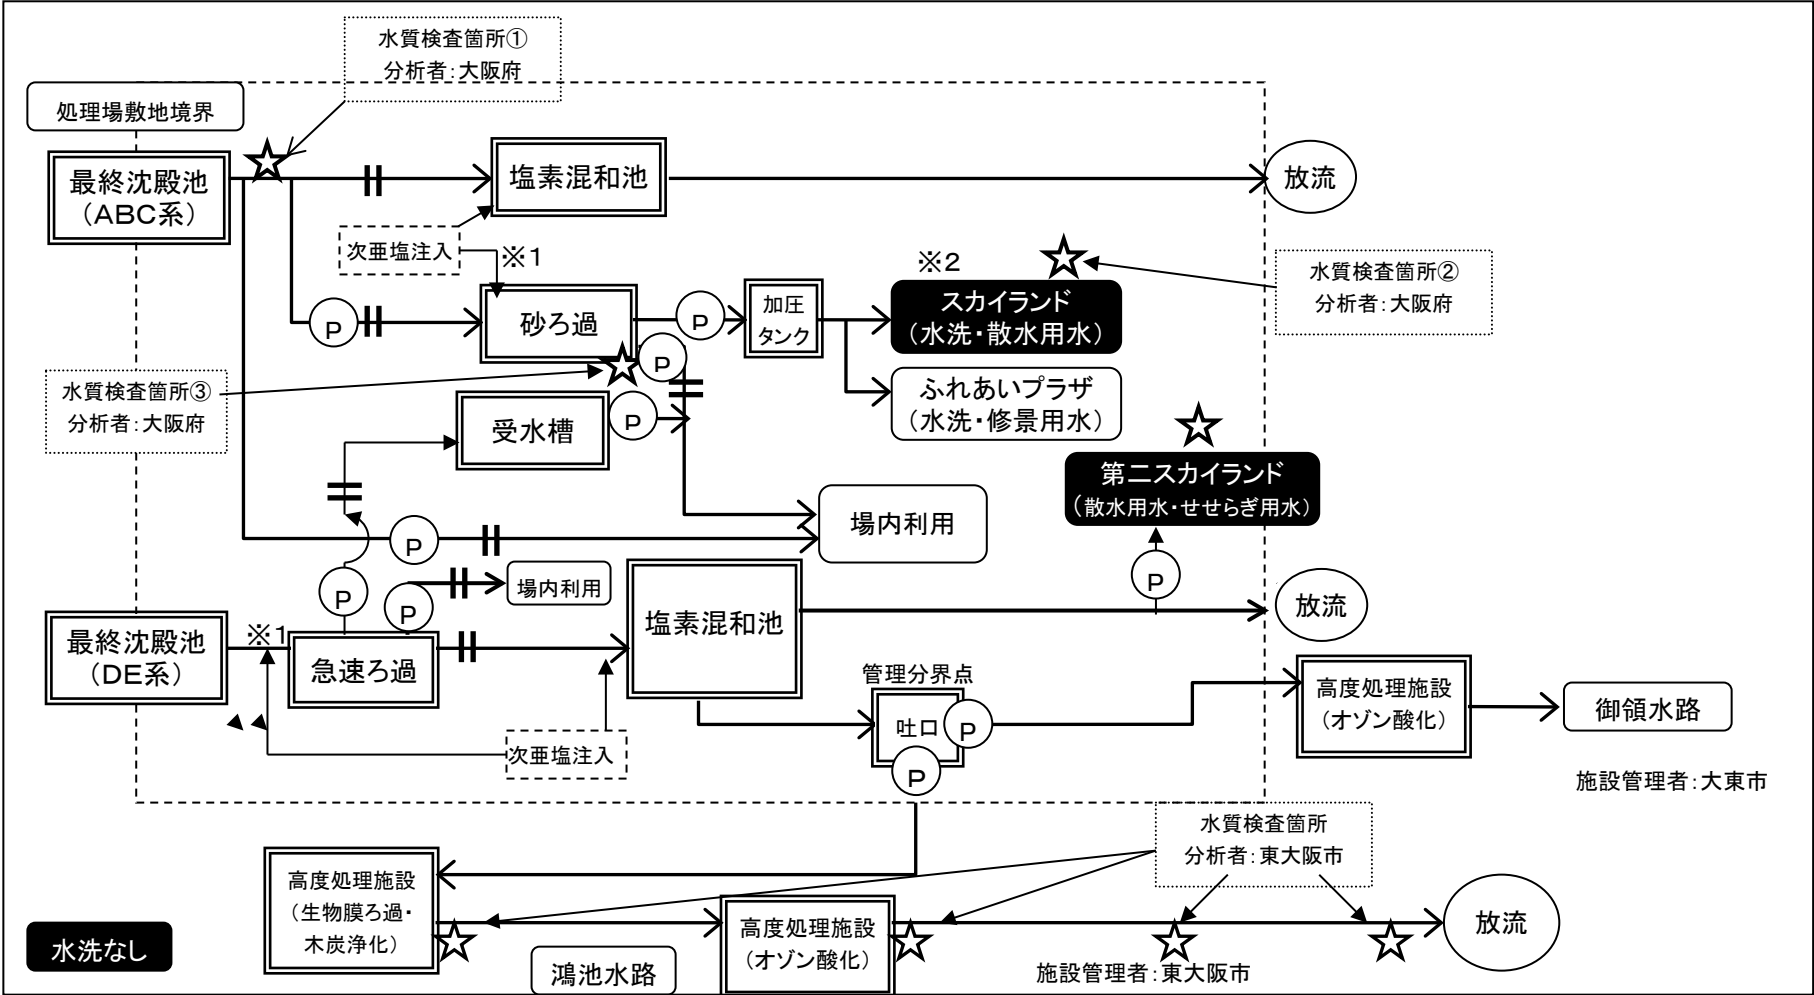 水質検査箇所①
分析者:大阪府
処理場敷地境界
最終沈殿池
(ABC系)
塩素混和池
放流
次亜塩注入
※1
P
砂ろ過
P
加圧
タンク
※2
スカイランド
(水洗・散水用水)
水質検査箇所②
分析者:大阪府
P
水質検査箇所③
分析者:大阪府
受水槽
P
ふれあいプラザ
(水洗・修景用水)
第二スカイランド
(散水用水・せせらぎ用水)
場内利用
P
P
P
場内利用
P
放流
最終沈殿池
(DE系)
※1
急速ろ過
塩素混和池
管理分界点
吐口
P
P
高度処理施設
(オゾン酸化)
御領水路
次亜塩注入
施設管理者:大東市
水質検査箇所
分析者:東大阪市
高度処理施設
(生物膜ろ過・
木炭浄化)
高度処理施設
(オゾン酸化)
放流
水洗なし
鴻池水路
施設管理者:東大阪市